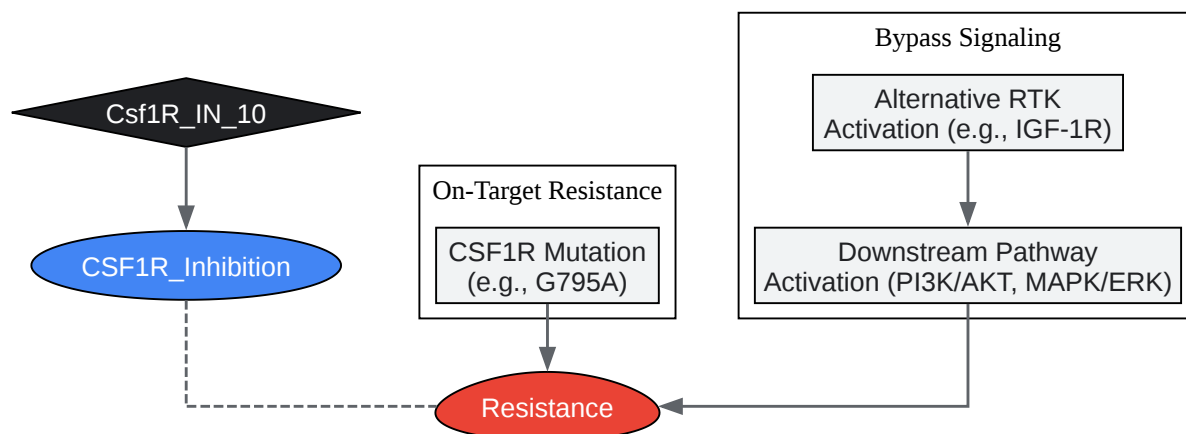 Bypass Signaling
Csf1R_IN_10
Alternative RTK
Activation (e.g., IGF-1R)
On-Target Resistance
CSF1R_Inhibition
CSF1R Mutation
(e.g., G795A)
Downstream Pathway
Activation (PI3K/AKT, MAPK/ERK)
Resistance